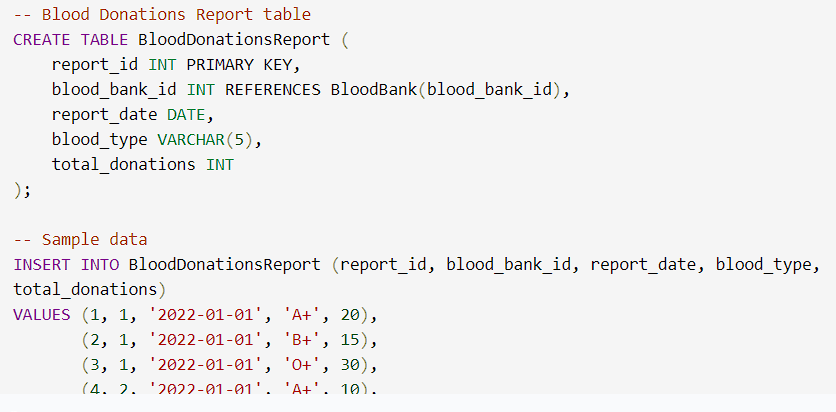 -- Blood Donations Report table
CREATE TABLE BloodDonationsReport (
    report_id INT PRIMARY KEY,
    blood_bank_id INT REFERENCES BloodBank(blood_bank_id),
    report_date DATE,
    blood_type VARCHAR(5),
    total_donations INT
);

-- Sample data
INSERT INTO BloodDonationsReport (report_id, blood_bank_id, report_date, blood_type,
total_donations)
VALUES (1, 1, '2022-01-01', 'A+', 20),
       (2, 1, '2022-01-01', 'B+', 15),
       (3, 1, '2022-01-01', 'O+', 30),
       (4, 2, '2022-01-01', 'A+', 10),